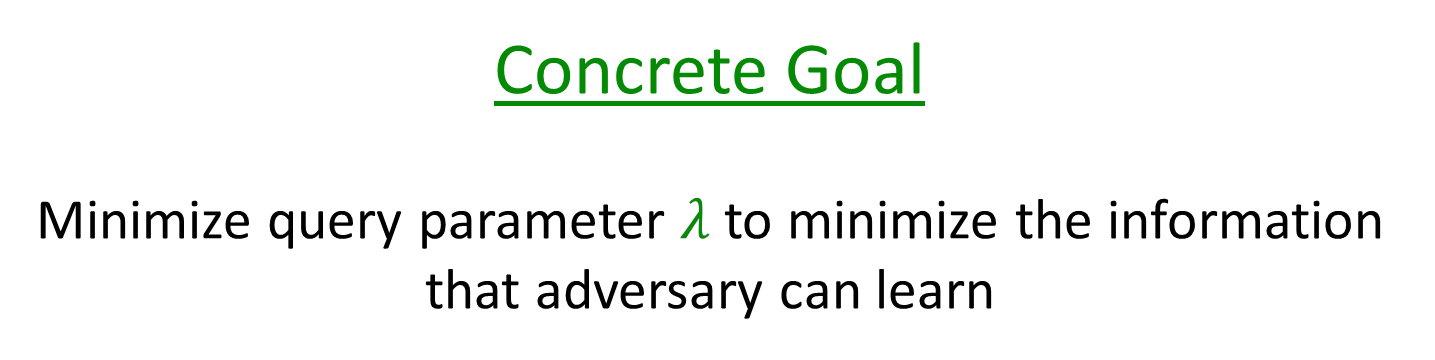 Concrete Goal
Minimize query parameter λ to minimize the information
that adversary can learn